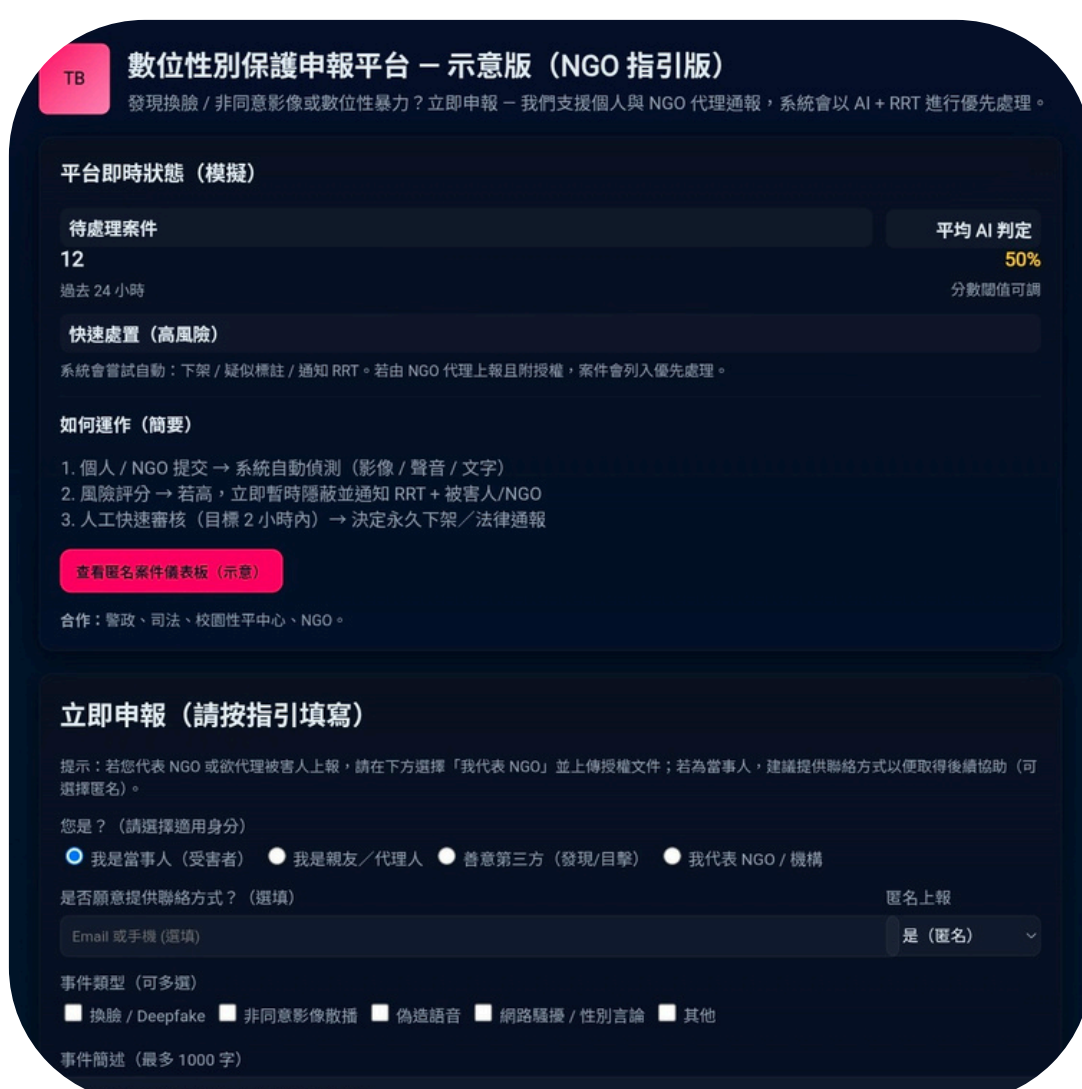 TB
數位性別保護申報平台 — 示意版（NGO 指引版）
發現換臉 / 非同意影像或數位性暴力？立即申報 — 我們支援個人與 NGO 代理通報，系統會以 AI + RRT 進行優先處理。
平台即時狀態（模擬）
待處理案件
平均 AI 判定
12
50%
過去 24 小時
分數閾值可調
快速處置（高風險）
系統會嘗試自動：下架 / 疑似標註 / 通知 RRT。若由 NGO 代理上報且附授權，案件會列入優先處理。
如何運作（簡要）
1. 個人 / NGO 提交 → 系統自動偵測（影像 / 聲音 / 文字）
2. 風險評分 → 若高，立即暫時隱蔽並通知 RRT + 被害人/NGO
3. 人工快速審核（目標 2 小時內）→ 決定永久下架／法律通報
查看匿名案件儀表板（示意）
合作：警政、司法、校園性平中心、NGO。
立即申報（請按指引填寫）
提示：若您代表 NGO 或欲代理被害人上報，請在下方選擇「我代表 NGO」並上傳授權文件；若為當事人，建議提供聯絡方式以便取得後續協助（可
選擇匿名）。
您是？（請選擇適用身分）
我是當事人（受害者） 我是親友／代理人 善意第三方（發現/目擊） 我代表 NGO / 機構
是否願意提供聯絡方式？（選填）
匿名上報
Email 或手機 (選填)
是（匿名）
事件類型（可多選）
換臉 / Deepfake 非同意影像散播 偽造語音 網路騷擾 / 性別言論 其他
事件簡述（最多 1000 字）